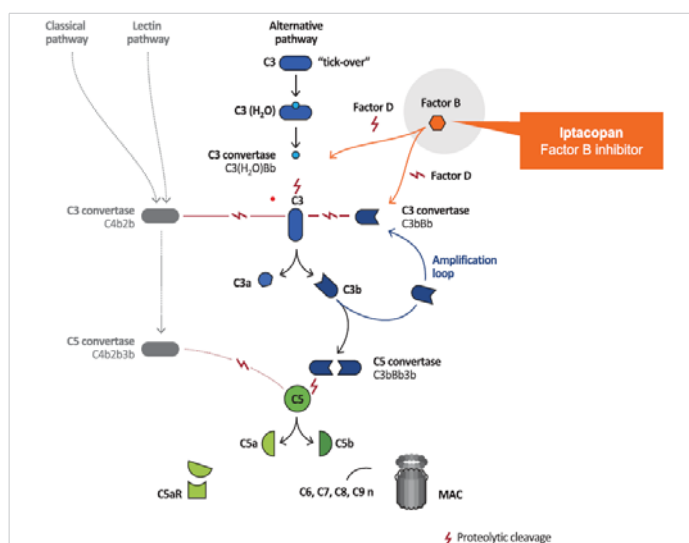 Classical
pathway
Lectin
pathway
Alternative
pathway
C3
“tick-over”
C3 (H₂O)
Factor D
Factor B
Iptacopan
Factor B inhibitor
C3 convertase
C3(H₂O)Bb
Factor D
C3
C3 convertase
C4b2b
C3 convertase
C3bBb
Amplification
loop
C3a
C3b
C5 convertase
C4b2b3b
C5 convertase
C3bBb3b
C5
C5a
C5b
C5aR
C6, C7, C8, C9 n
MAC
Proteolytic cleavage